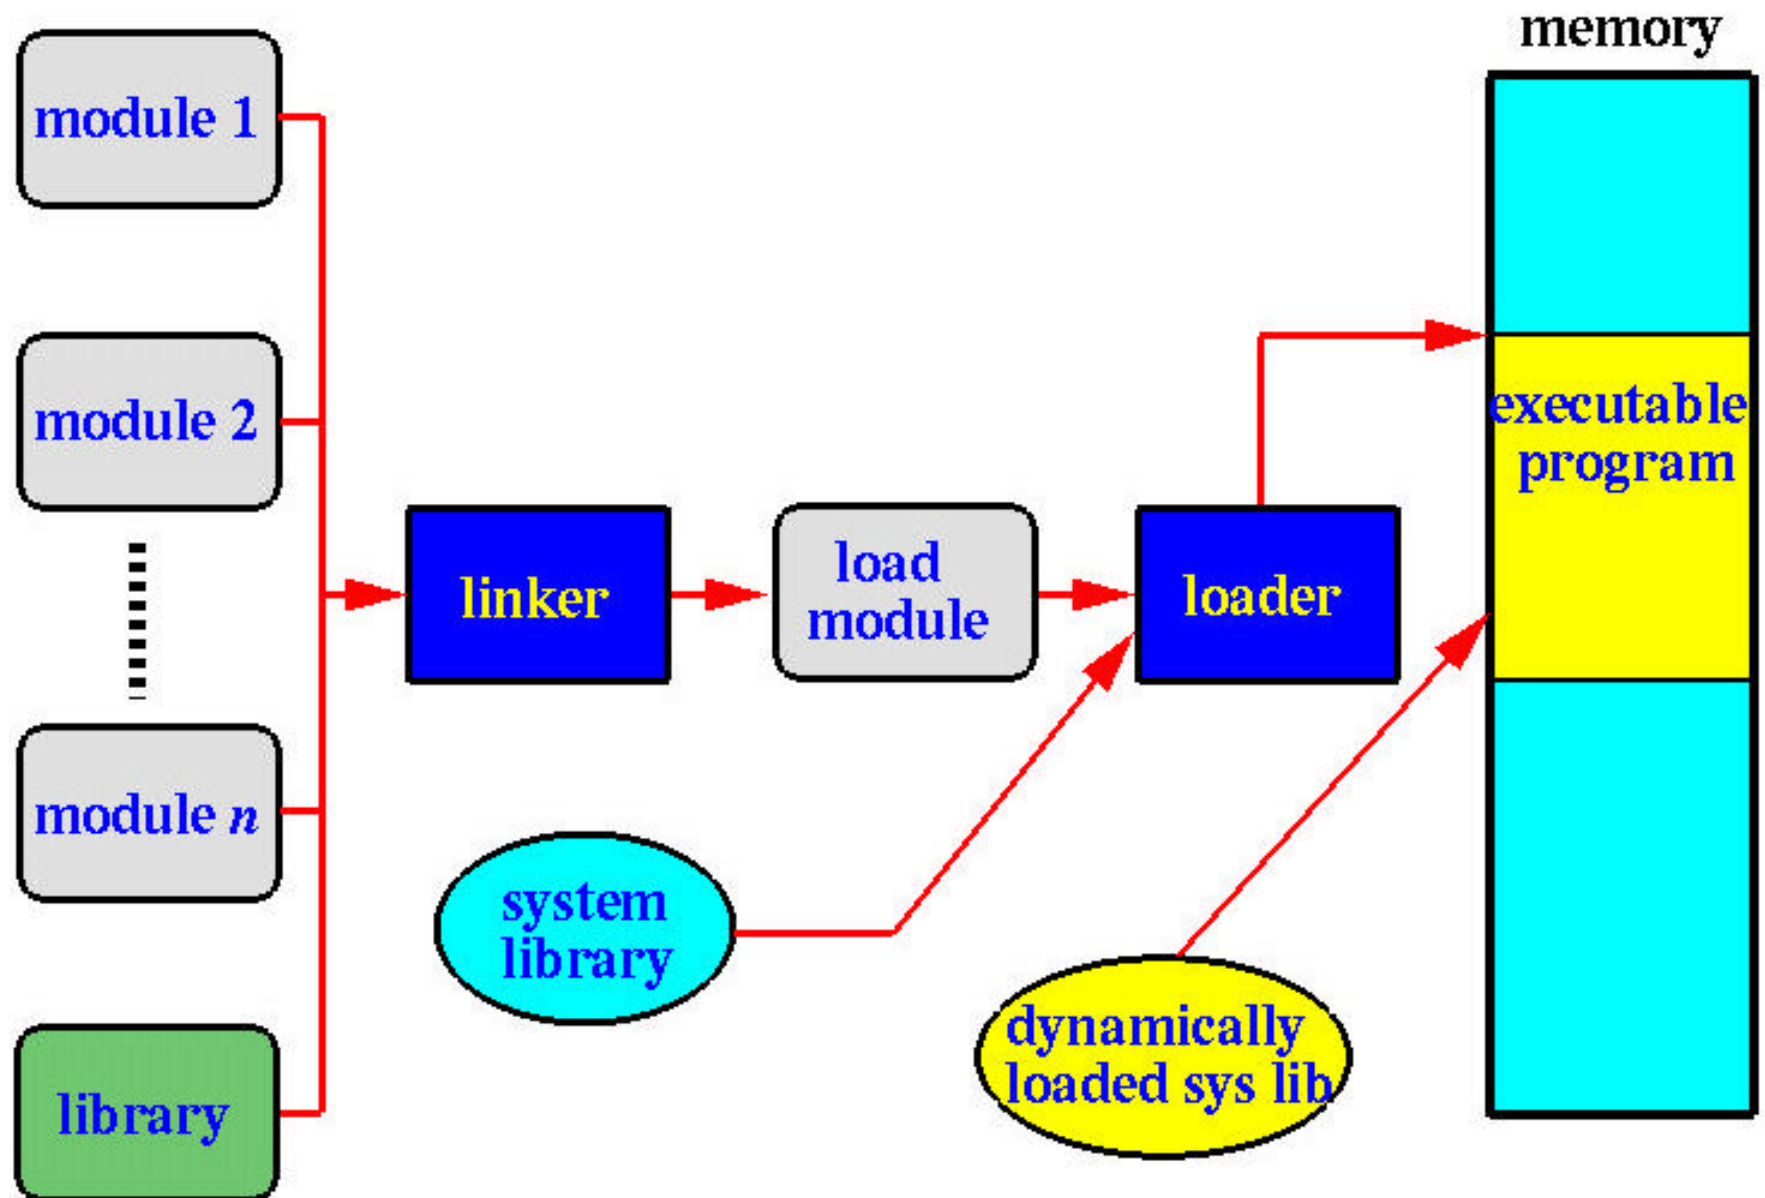 memory
module 1
module 2
executable
program
linker
load
module
loader
module n
system
library
dynamically
loaded sys lib
library